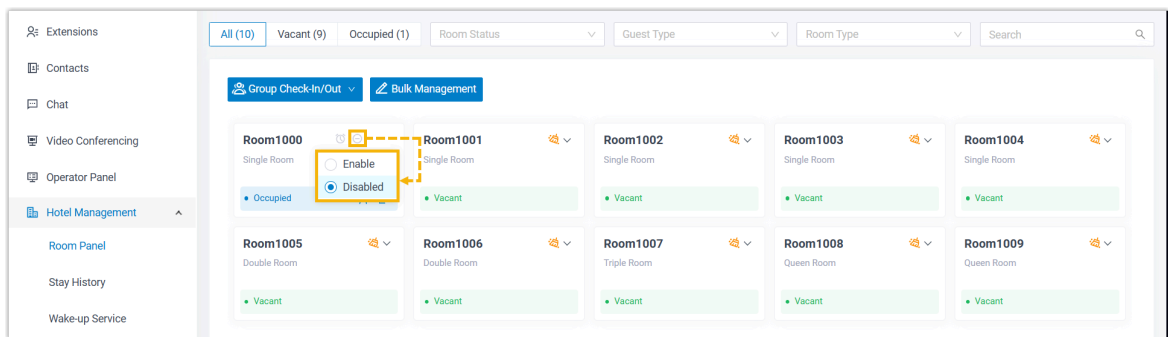 Extensions
Contacts
Chat
Video Conferencing
Operator Panel
Hotel Management
Room Panel
Stay History
Wake-up Service
All (10) Vacant (9) Occupied (1) Room Status Guest Type Room Type Search
Group Check-In/Out Bulk Management
Room1000 Room1001 Room1002 Room1003 Room1004
Single Room Single Room Single Room Single Room Single Room
Enable
Disabled
Occupied Vacant Vacant Vacant Vacant
Room1005 Room1006 Room1007 Room1008 Room1009
Double Room Double Room Triple Room Queen Room Queen Room
Vacant Vacant Vacant Vacant Vacant